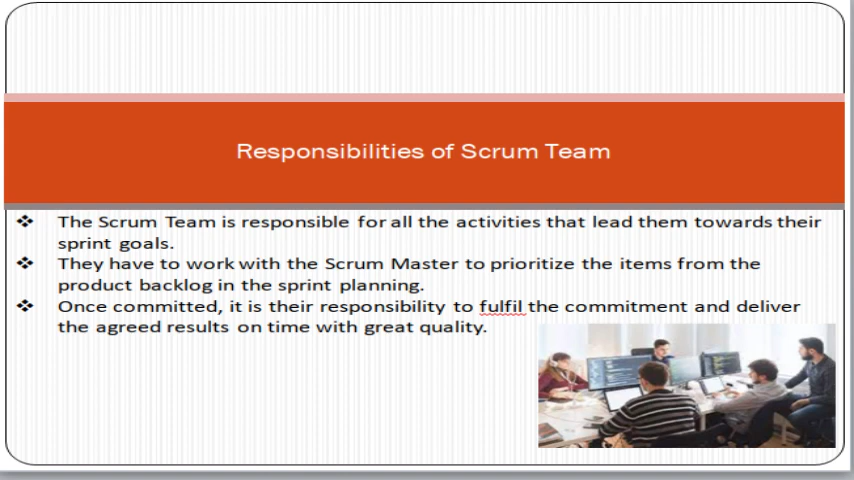 Responsibilities of Scrum Team
❖ The Scrum Team is responsible for all the activities that lead them towards their
sprint goals.
❖ They have to work with the Scrum Master to prioritize the items from the
product backlog in the sprint planning.
❖ Once committed, it is their responsibility to fulfil the commitment and deliver
the agreed results on time with great quality.